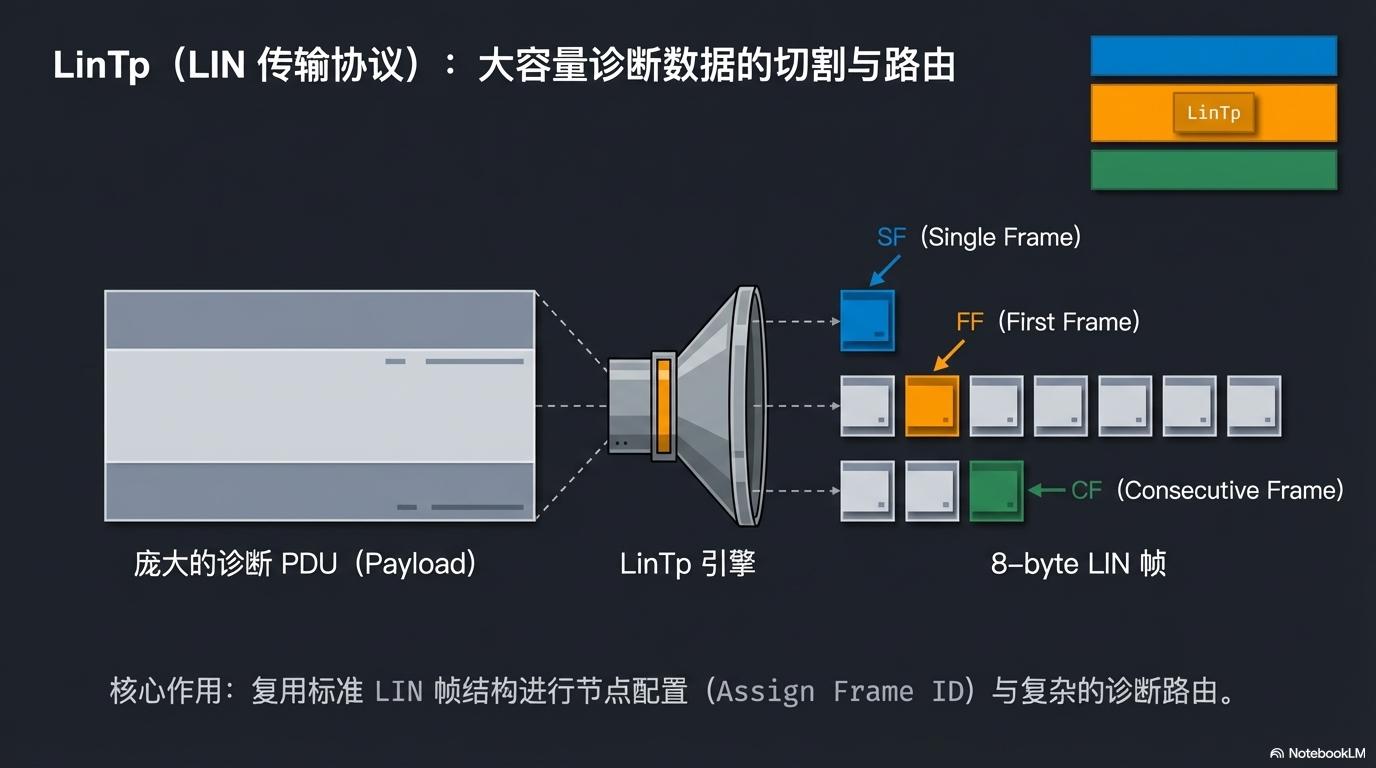 LinTp（LIN 传输协议）：大容量诊断数据的切割与路由
LinTp
SF（Single Frame）
FF（First Frame）
CF（Consecutive Frame）
庞大的诊断 PDU（Payload）
LinTp 引擎
8–byte LIN 帧
核心作用：复用标准 LIN 帧结构进行节点配置（Assign Frame ID）与复杂的诊断路由。
NotebookLM